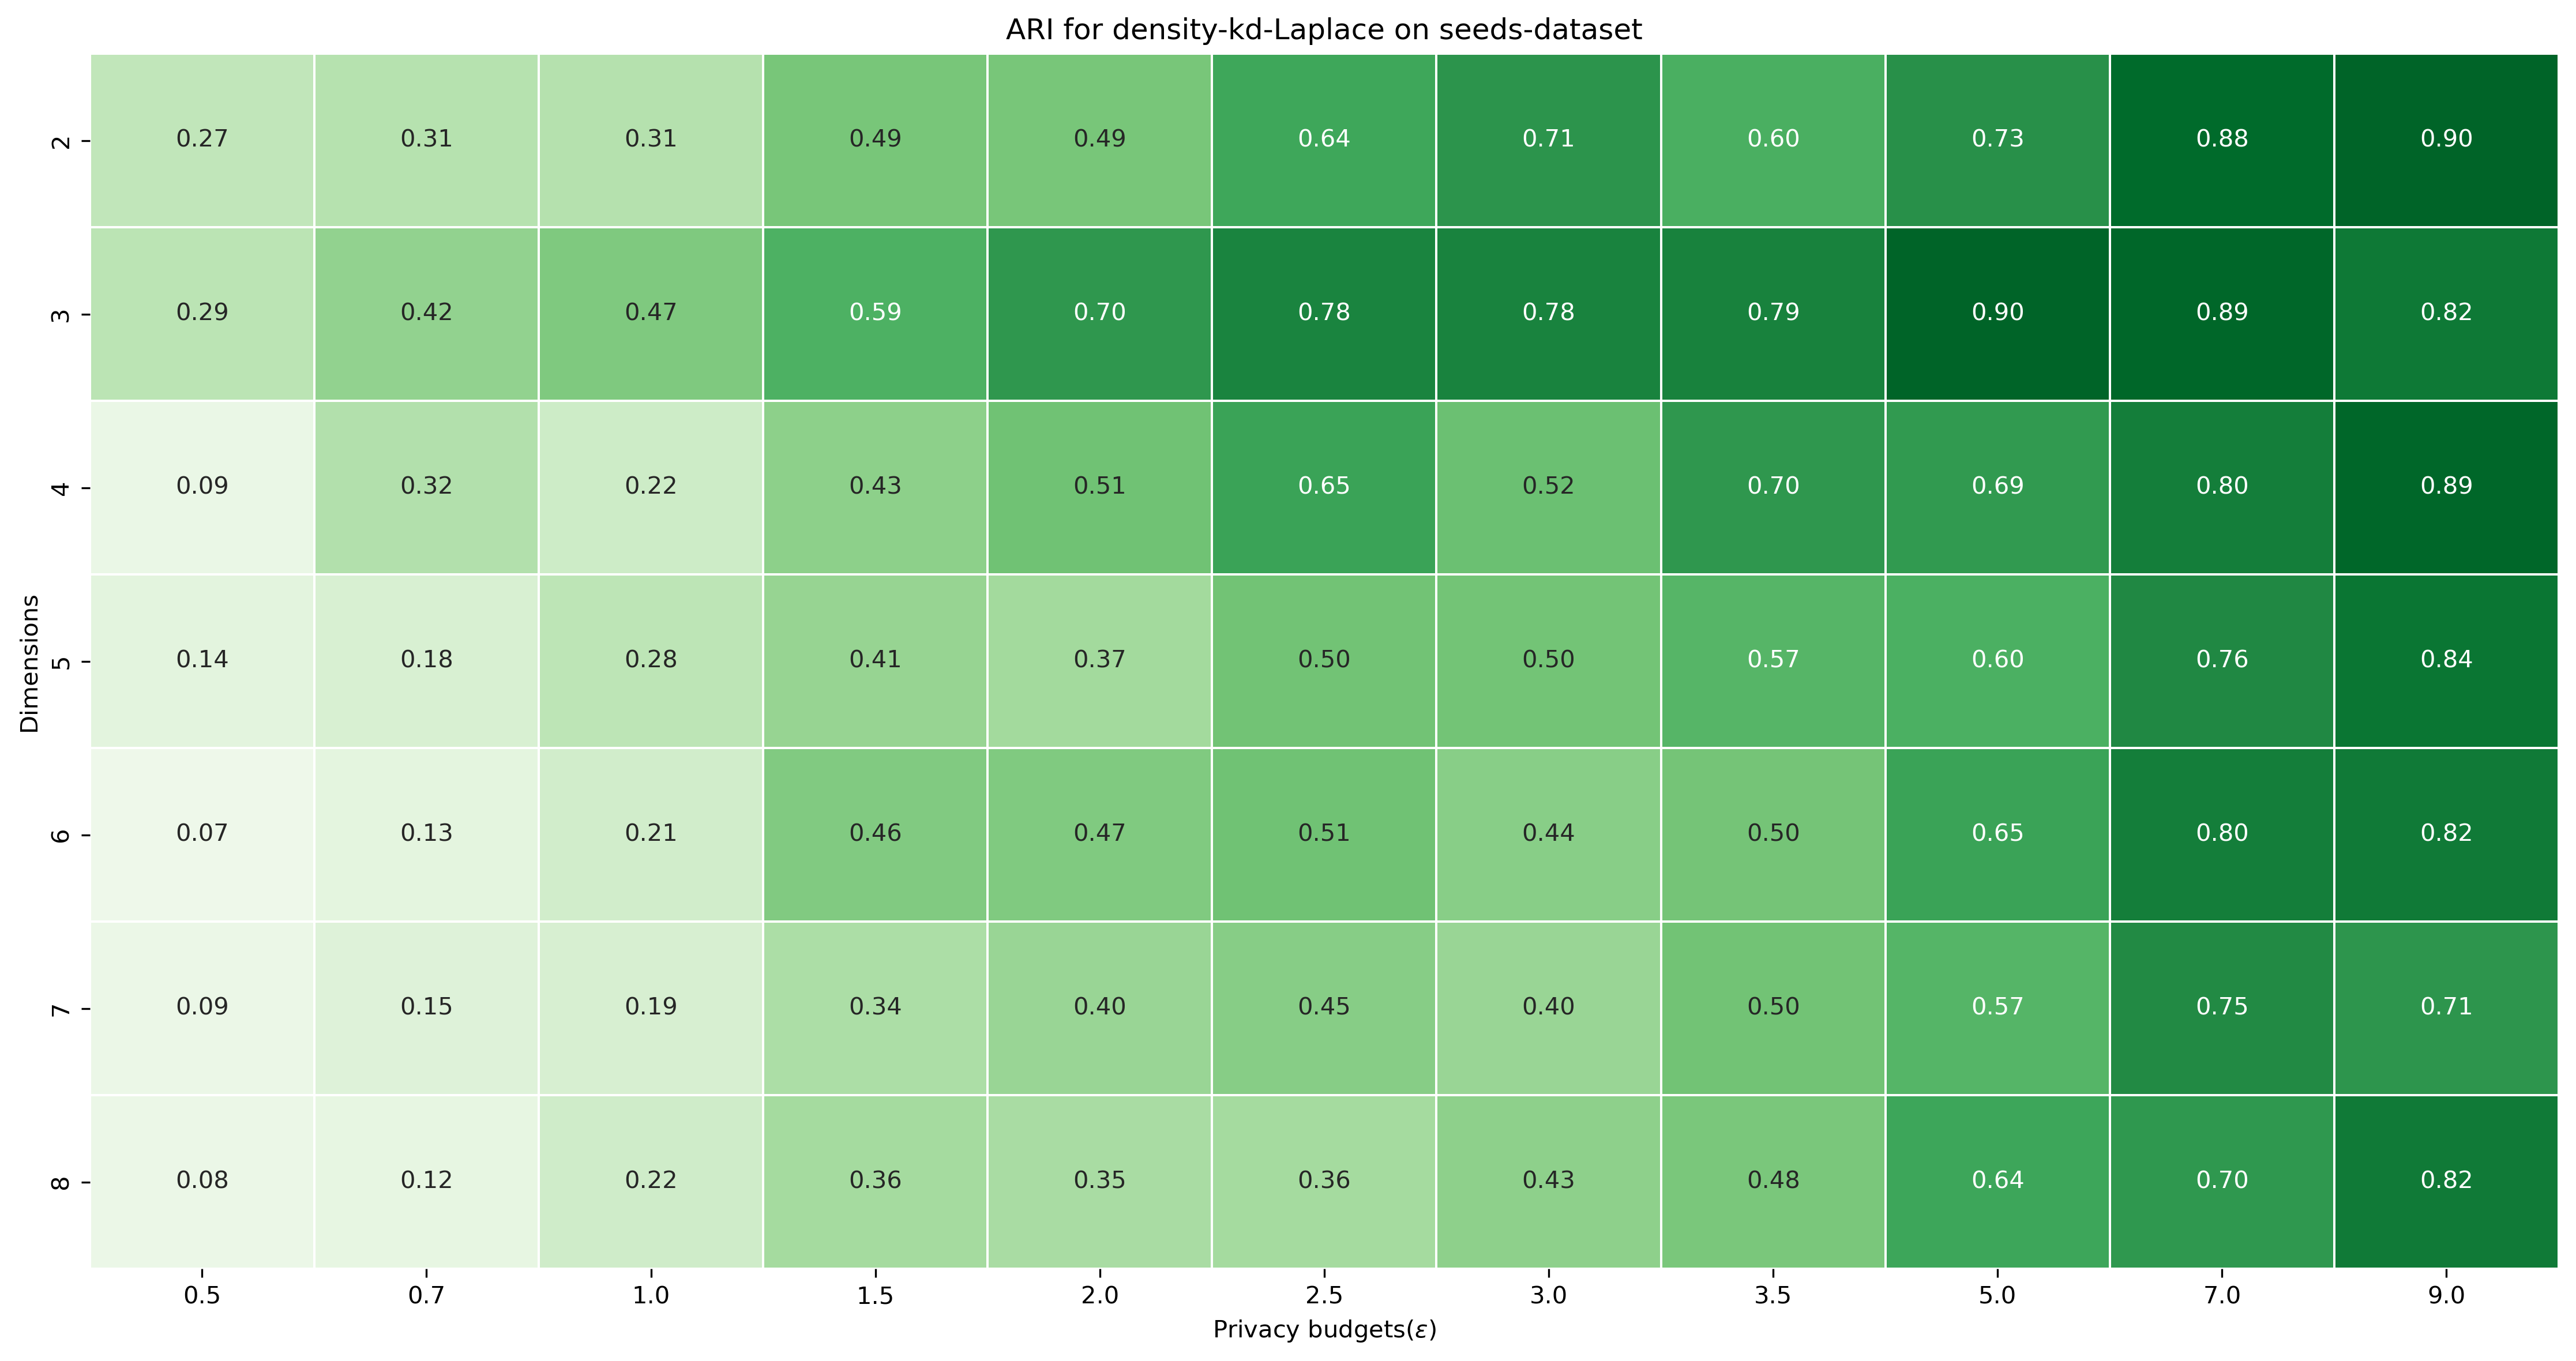 ARI for density-kd-Laplace on seeds-dataset
2 0.27 0.31 0.31 0.49 0.49 0.64 0.71 0.60 0.73 0.88 0.90
3 0.29 0.42 0.47 0.59 0.70 0.78 0.78 0.79 0.90 0.89 0.82
4 0.09 0.32 0.22 0.43 0.51 0.65 0.52 0.70 0.69 0.80 0.89
5 0.14 0.18 0.28 0.41 0.37 0.50 0.50 0.57 0.60 0.76 0.84
6 0.07 0.13 0.21 0.46 0.47 0.51 0.44 0.50 0.65 0.80 0.82
7 0.09 0.15 0.19 0.34 0.40 0.45 0.40 0.50 0.57 0.75 0.71
8 0.08 0.12 0.22 0.36 0.35 0.36 0.43 0.48 0.64 0.70 0.82
Dimensions
0.5 0.7 1.0 1.5 2.0 2.5 3.0 3.5 5.0 7.0 9.0
Privacy budgets(ε)